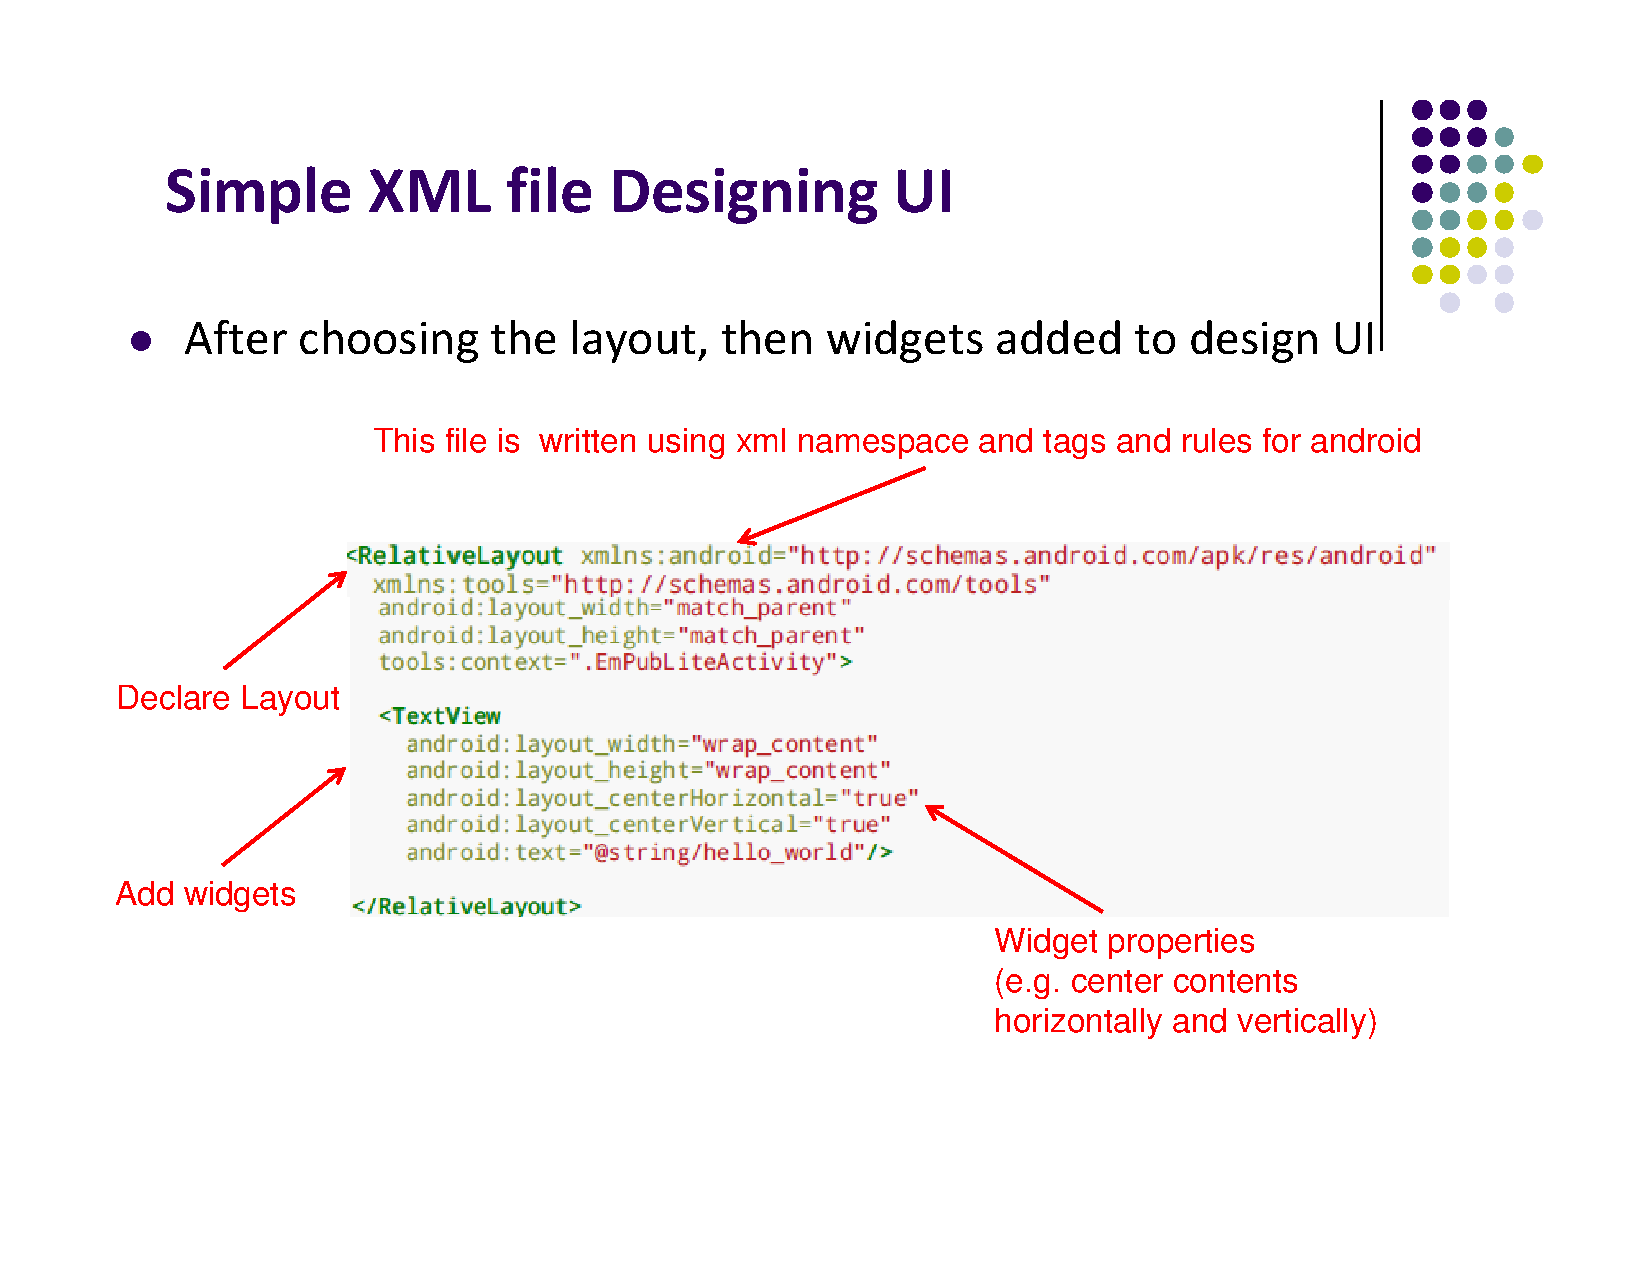 Simple XML file Designing UI
After choosing the layout, then widgets added to design UI
This file is written using xml namespace and tags and rules for android
<RelativeLayout xmlns:android="http://schemas.android.com/apk/res/android"
xmlns:tools="http://schemas.android.com/tools"
android:layout_width="match_parent"
android:layout_height="match_parent"
tools:context=".EmPubLiteActivity">
Declare Layout
<TextView
android:layout_width="wrap_content"
android:layout_height="wrap_content"
android:layout_centerHorizontal="true"
android:layout_centerVertical="true"
android:text="@string/hello_world"/>
Add widgets
</RelativeLayout>
Widget properties
(e.g. center contents
horizontally and vertically)